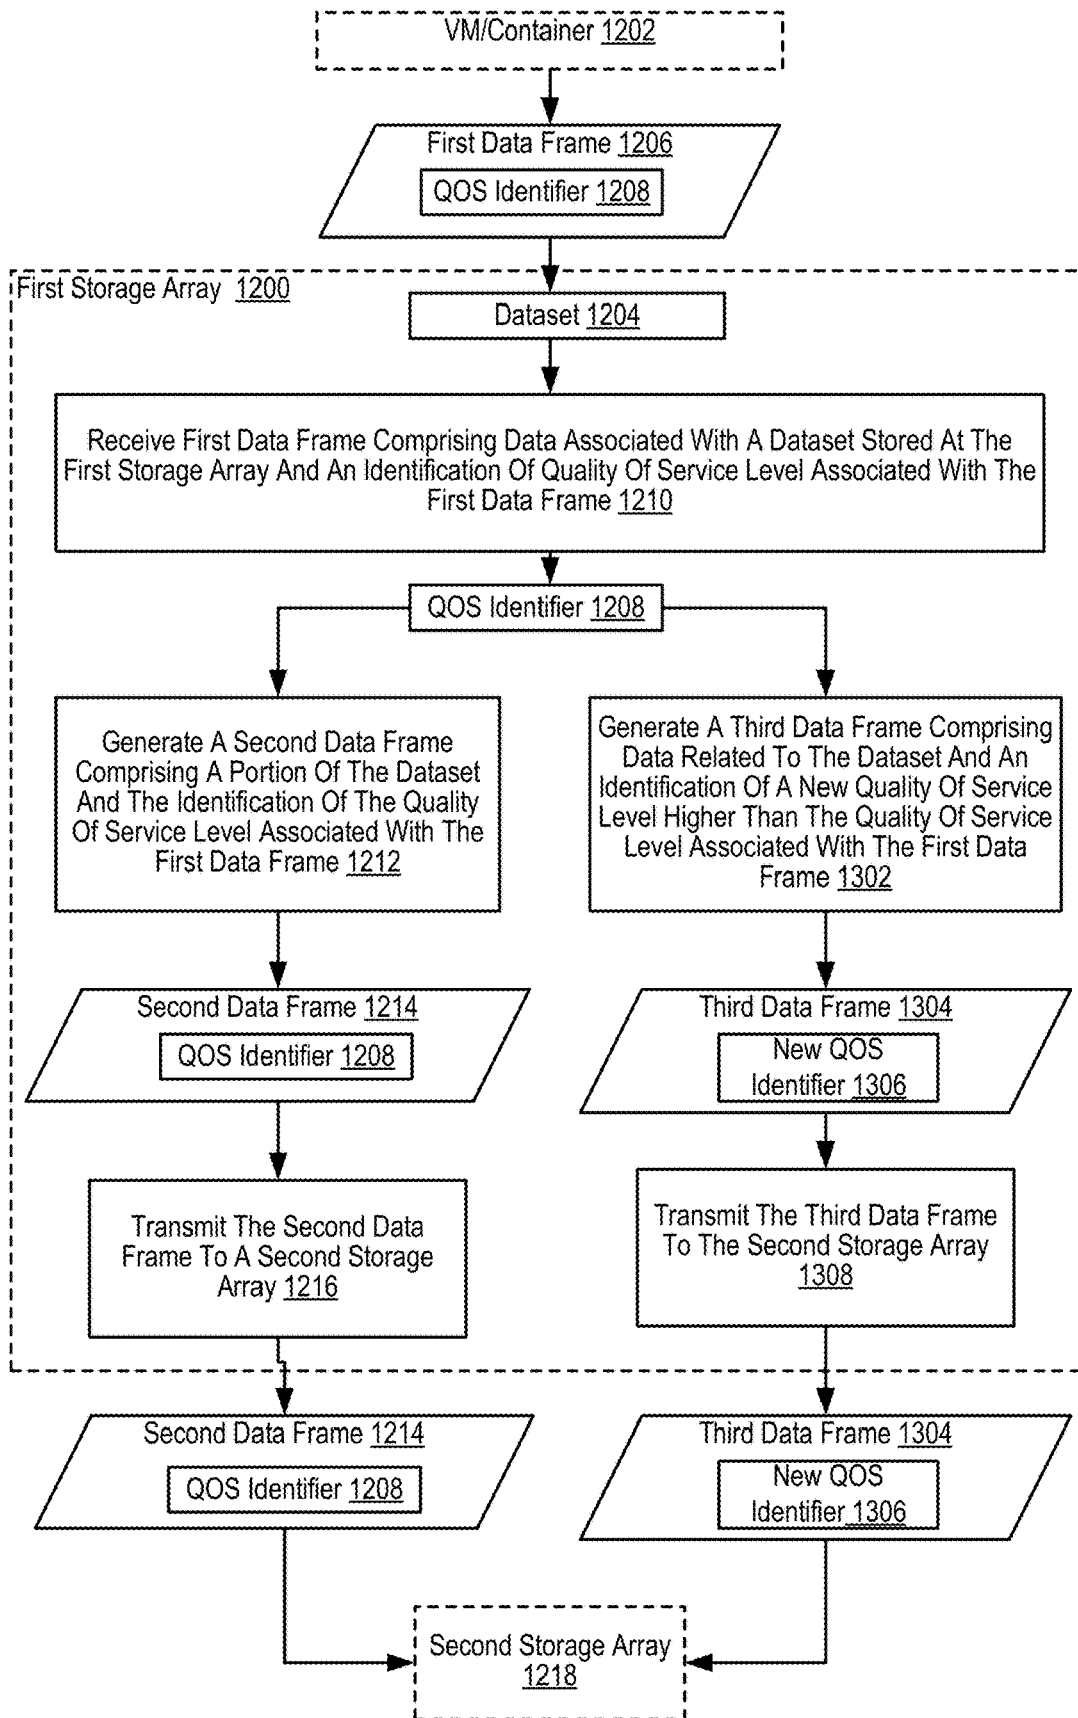 VM/Container 1202
First Data Frame 1206
QOS Identifier 1208
First Storage Array 1200
Dataset 1204
Receive First Data Frame Comprising Data Associated With A Dataset Stored At The
First Storage Array And An Identification Of Quality Of Service Level Associated With The
First Data Frame 1210
QOS Identifier 1208
Generate A Second Data Frame
Comprising A Portion Of The Dataset
And The Identification Of The Quality
Of Service Level Associated With The
First Data Frame 1212
Generate A Third Data Frame Comprising
Data Related To The Dataset And An
Identification Of A New Quality Of Service
Level Higher Than The Quality Of Service
Level Associated With The First Data
Frame 1302
Second Data Frame 1214
QOS Identifier 1208
Third Data Frame 1304
New QOS
Identifier 1306
Transmit The Second Data
Frame To A Second Storage
Array 1216
Transmit The Third Data Frame
To The Second Storage Array
1308
Second Data Frame 1214
QOS Identifier 1208
Third Data Frame 1304
New QOS
Identifier 1306
Second Storage Array
1218